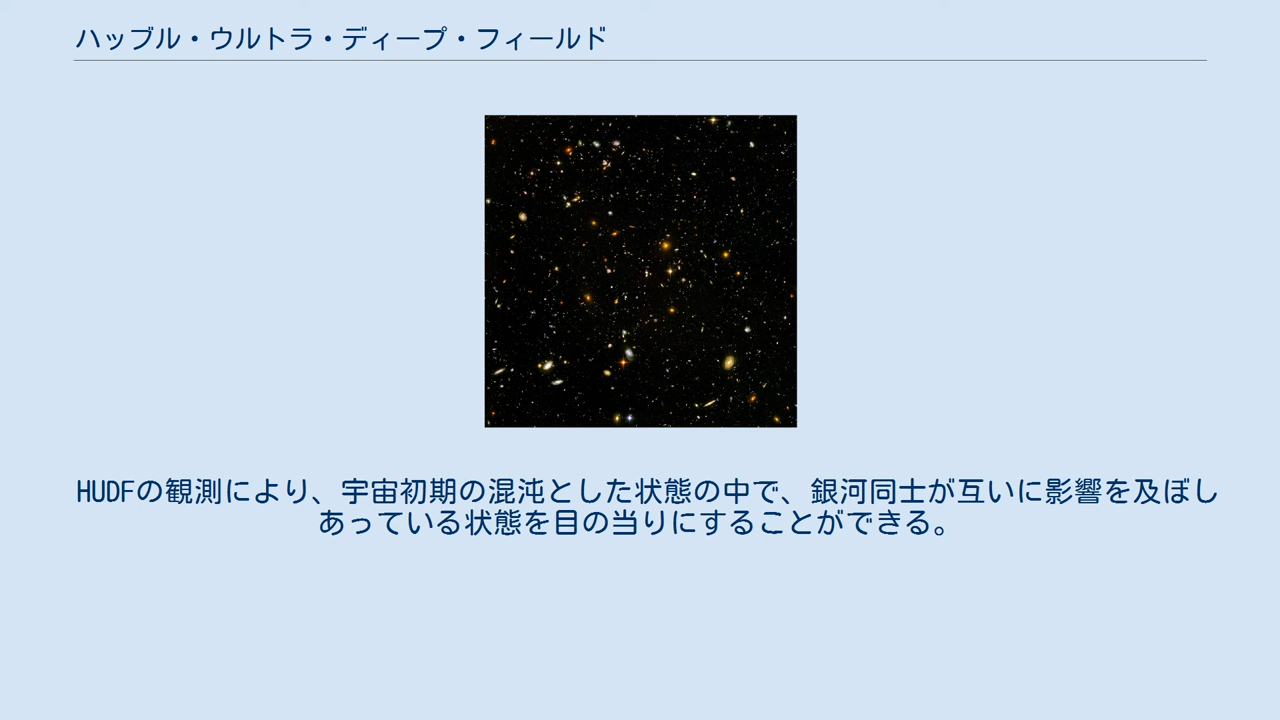 ハッブル・ウルトラ・ディープ・フィールド
HUDFの観測により、宇宙初期の混沌とした状態の中で、銀河同士が互いに影響を及ぼし
あっている状態を目の当りにすることができる。